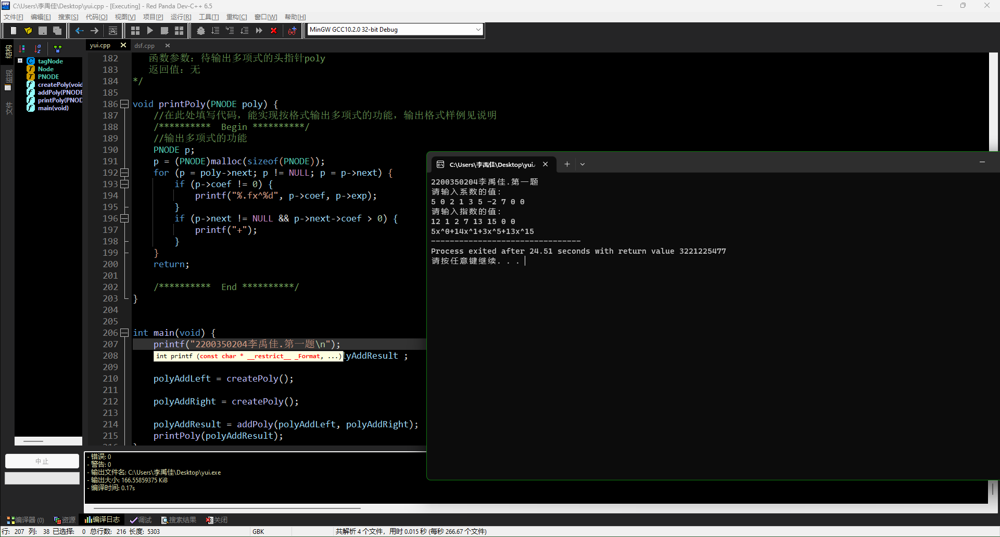 C:\Users\李禹佳\Desktop\yui.cpp - [Executing] - Red Panda Dev-C++ 6.5
文件[F] 编辑[E] 搜索[S] 代码[O] 视图[V] 项目[P] 运行[R] 工具[T] 重构[C] 窗口[W] 帮助[H]
MinGW GCC10.2.0 32-bit Debug
结构
监视
文件
tagNode
Node
PNODE
createPoly(void
addPoly(PNODE
printPoly(PNOD
main(void)
yui.cpp dsf.cpp
182 函数参数: 待输出多项式的头指针poly
183 返回值: 无
184 */
185
186 void printPoly(PNODE poly) {
187 //在此处填写代码, 能实现按格式输出多项式的功能, 输出格式样例见说明
188 /********** Begin **********/
189 //输出多项式的功能
190 PNODE p;
191 p = (PNODE)malloc(sizeof(PNODE));
192 for (p = poly->next; p != NULL; p = p->next) {
193 if (p->coef != 0) {
194 printf("%.fx^%d", p->coef, p->exp);
195 }
196 if (p->next != NULL && p->next->coef > 0) {
197 printf("+");
198 }
199 }
200 return;
201
202 /********** End **********/
203 }
204
205
206 int main(void) {
207 printf("2200350204李禹佳.第一题\n");
int printf (const char * __restrict__ _Format, ...)
208 lyAddResult ;
209
210 polyAddLeft = createPoly();
211
212 polyAddRight = createPoly();
213
214 polyAddResult = addPoly(polyAddLeft, polyAddRight);
215 printPoly(polyAddResult);
C:\Users\李禹佳\Desktop\yui.
2200350204李禹佳.第一题
请输入系数的值:
5 0 2 1 3 5 -2 7 0 0
请输入指数的值:
12 1 2 7 13 15 0 0
5x^0+14x^1+3x^5+13x^15
--------------------------------
Process exited after 24.51 seconds with return value 3221225477
请按任意键继续. . .
中止
- 错误: 0
- 警告: 0
- 输出文件名: C:\Users\李禹佳\Desktop\yui.exe
- 输出大小: 166.55859375 KiB
- 编译时间: 0.17s
编译器 (0) 资源 编译日志 调试 搜索结果 关闭
行: 207 列: 38 已选择: 0 总行数: 216 长度: 5303 GBK 共解析 4 个文件, 用时 0.015 秒 (每秒 266.67 个文件)